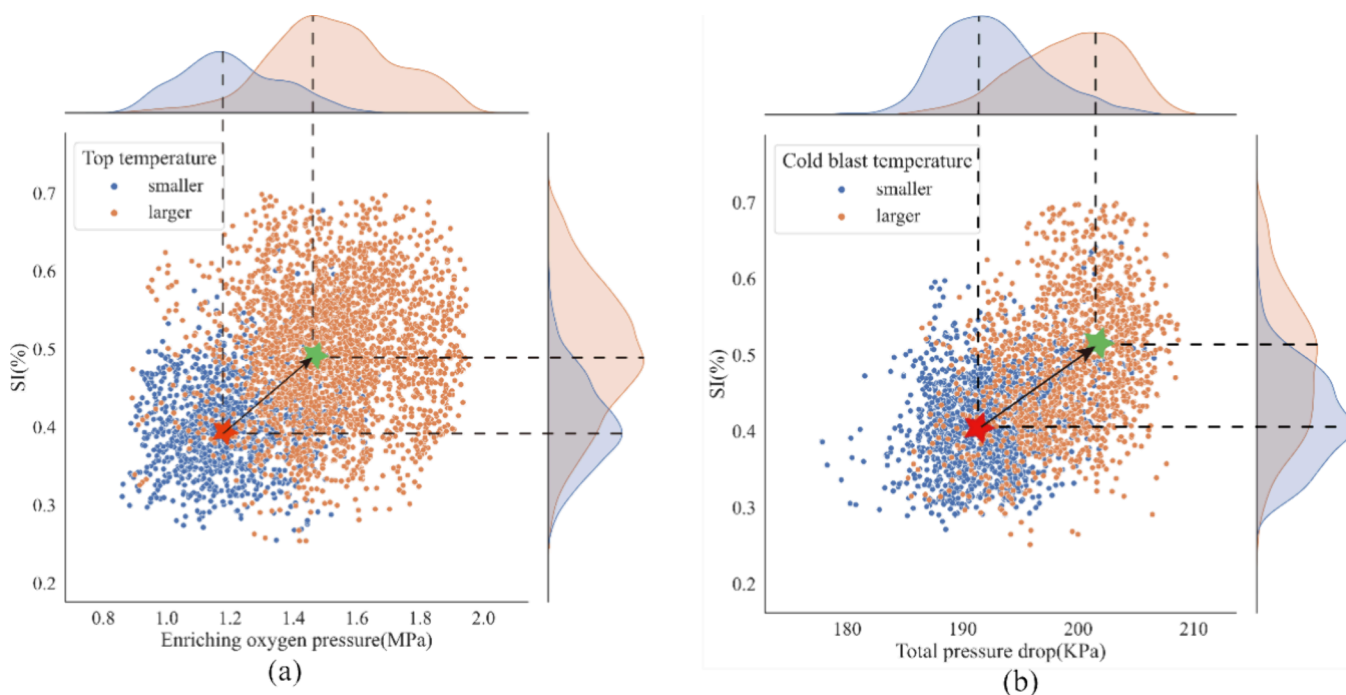 Top temperature
smaller
larger
SI(%)
0.7
0.6
0.5
0.4
0.3
0.2
0.8 1.0 1.2 1.4 1.6 1.8 2.0
Enriching oxygen pressure(MPa)
(a)
Cold blast temperature
smaller
larger
SI(%)
0.7
0.6
0.5
0.4
0.3
0.2
180 190 200 210
Total pressure drop(KPa)
(b)